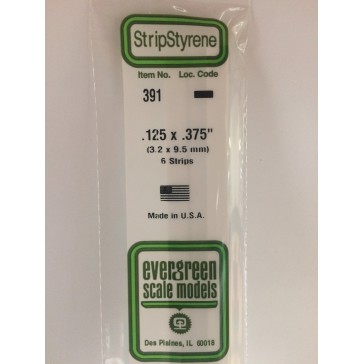 StripStyrene
Item No. Loc. Code
391
.125 x .375"
(3.2 x 9.5 mm)
6 Strips
Made in U.S.A.
evergreen
scale models
Des Plaines, IL 60018